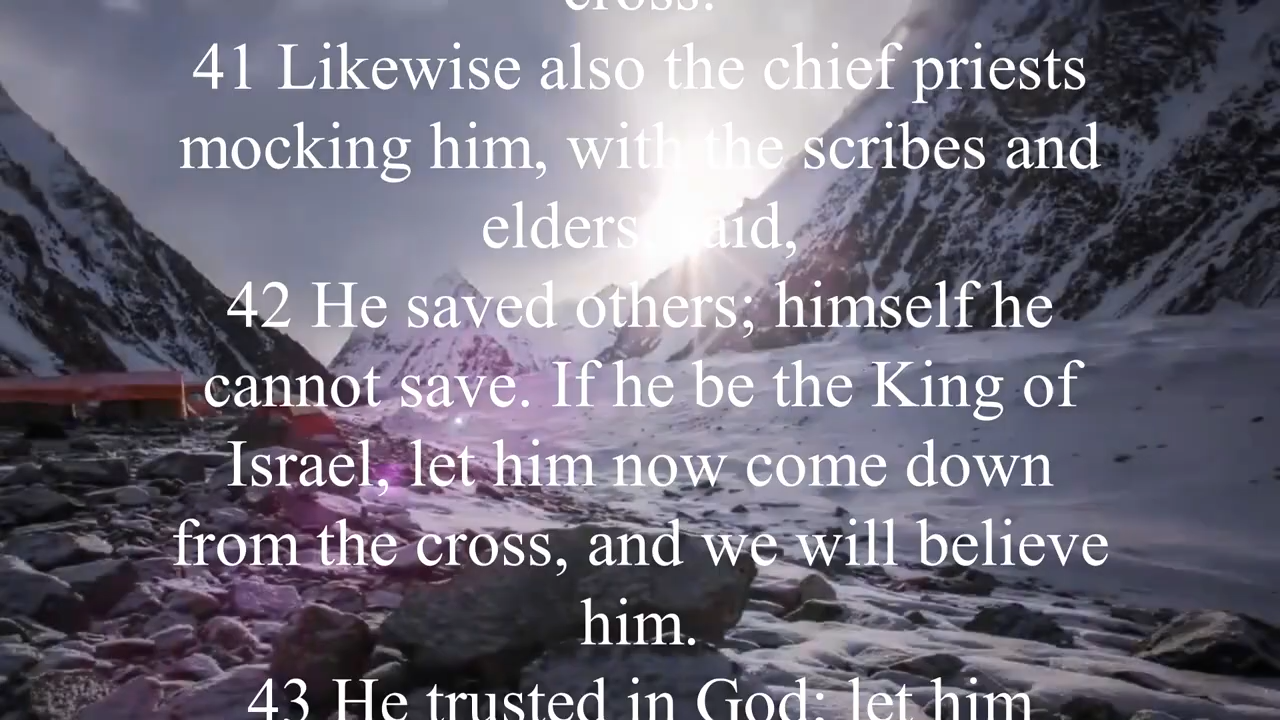 cross.
41 Likewise also the chief priests
mocking him, with the scribes and
elders, said,
42 He saved others; himself he
cannot save. If he be the King of
Israel, let him now come down
from the cross, and we will believe
him.
43 He trusted in God; let him